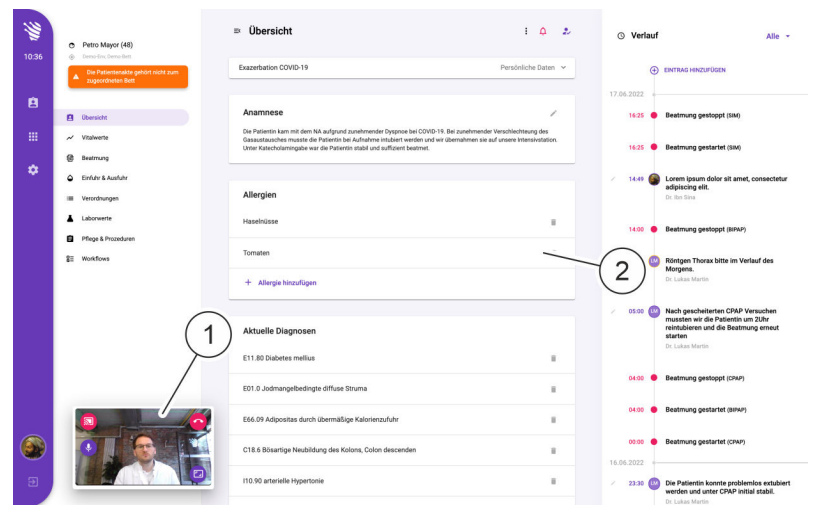 10:36
Petro Mayor (48)
Demo-Env, Demo-Bett
Die Patientenakte gehört nicht zum
zugeordneten Bett
Übersicht
Vitalwerte
Beatmung
Einfuhr & Ausfuhr
Verordnungen
Laborwerte
Pflege & Prozeduren
Workflows
1
Übersicht
Exazerbation COVID-19 Persönliche Daten
Anamnese
Die Patientin kam mit dem NA aufgrund zunehmender Dyspnoe bei COVID-19. Bei zunehmender Verschlechterung des
Gasaustausches musste die Patientin bei Aufnahme intubiert werden und wir übernahmen sie auf unsere Intensivstation.
Unter Katecholamingabe war die Patientin stabil und suffizient beatmet.
Allergien
Haselnüsse
Tomaten
+ Allergie hinzufügen
2
Aktuelle Diagnosen
E11.80 Diabetes mellius
E01.0 Jodmangelbedingte diffuse Struma
E66.09 Adipositas durch übermäßige Kalorienzufuhr
C18.6 Bösartige Neubildung des Kolons, Colon descenden
I10.90 arterielle Hypertonie
Verlauf Alle
EINTRAG HINZUFÜGEN
17.06.2022
16:25 Beatmung gestoppt (SIM)
16:25 Beatmung gestartet (SIM)
14:49 Lorem ipsum dolor sit amet, consectetur
adipiscing elit.
Dr. Ibn Sina
14:00 Beatmung gestoppt (BIPAP)
LM Röntgen Thorax bitte im Verlauf des
Morgens.
Dr. Lukas Martin
05:00 LM Nach gescheiterten CPAP Versuchen
mussten wir die Patientin um 2Uhr
reintubieren und die Beatmung erneut
starten
Dr. Lukas Martin
04:00 Beatmung gestoppt (CPAP)
04:00 Beatmung gestartet (BIPAP)
00:00 Beatmung gestartet (CPAP)
16.06.2022
23:30 LM Die Patientin konnte problemlos extubiert
werden und unter CPAP initial stabil.
Dr. Lukas Martin